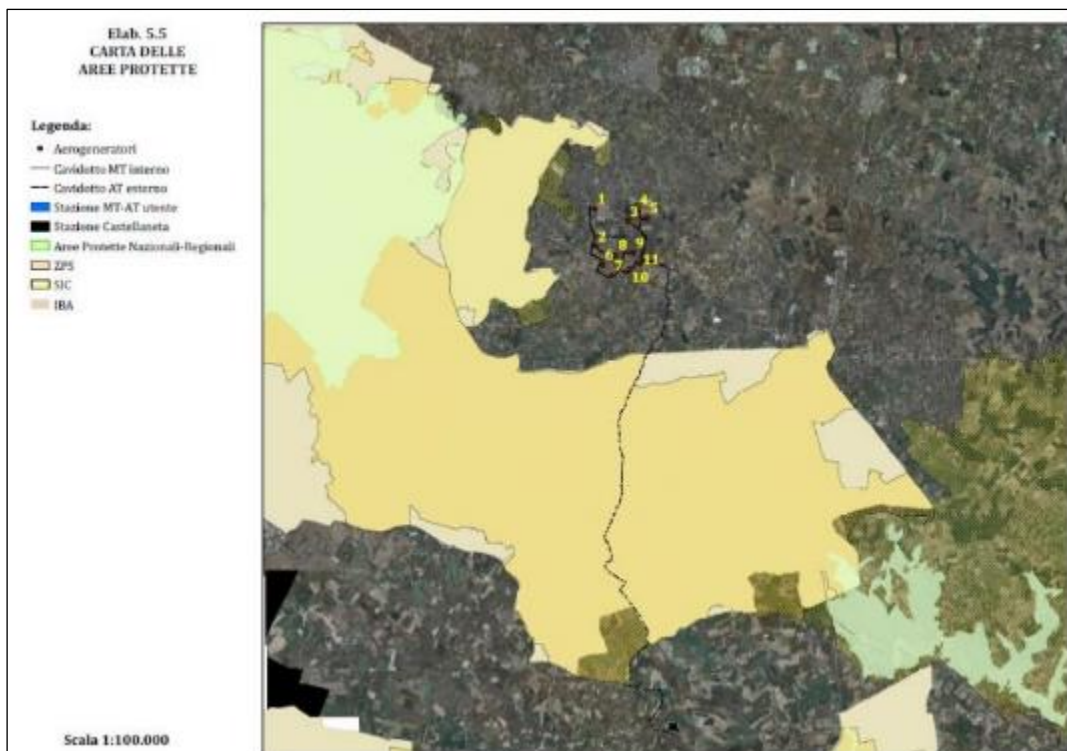 Elab. 5.5
CARTA DELLE
AREE PROTETTE
Legenda:
Aerogeneratori
Cavidotto MT interno
Cavidotto AT esterno
Stazione MT-AT utente
Stazione Castellaneta
Aree Protette Nazionali-Regionali
ZPS
SIC
IBA
Scala 1:100.000
1
4
3
5
2
8
9
6
7
11
10